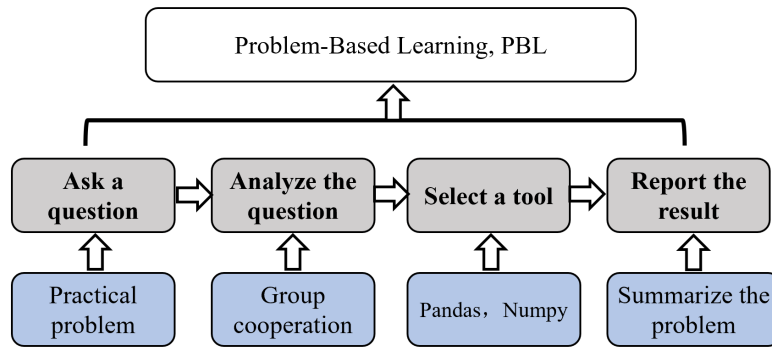 Problem-Based Learning, PBL
Ask a
question
Analyze the
question
Select a tool
Report the
result
Practical
problem
Group
cooperation
Pandas，Numpy
Summarize the
problem